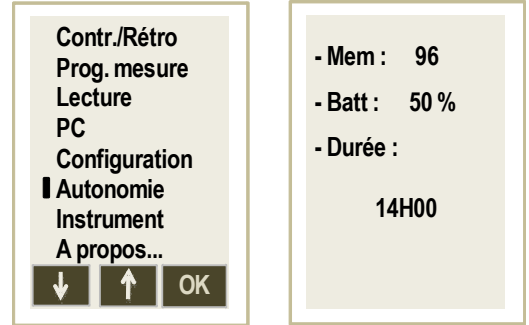 Contr./Rétro
Prog. mesure
Lecture
PC
Configuration
Autonomie
Instrument
A propos...
OK
- Mem : 96
- Batt : 50 %
- Durée :
14H00